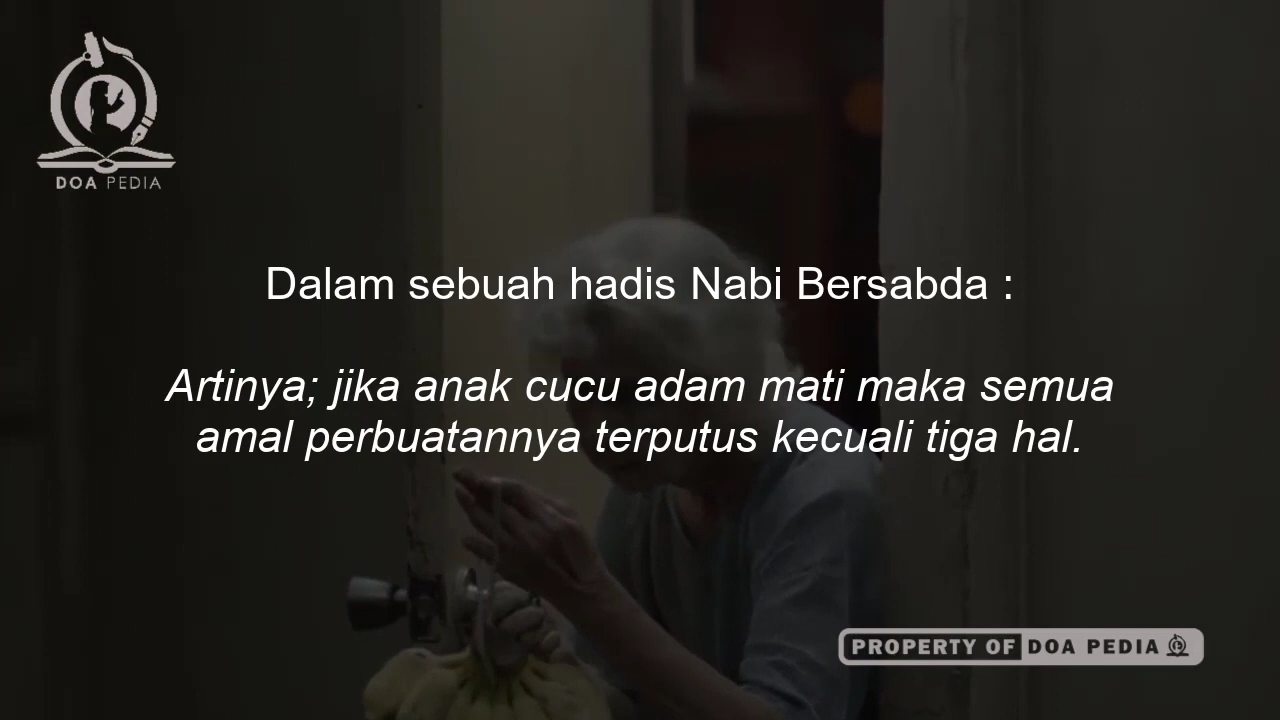 DOA PEDIA
Dalam sebuah hadis Nabi Bersabda :
Artinya; jika anak cucu adam mati maka semua
amal perbuatannya terputus kecuali tiga hal.
PROPERTY OF DOA PEDIA